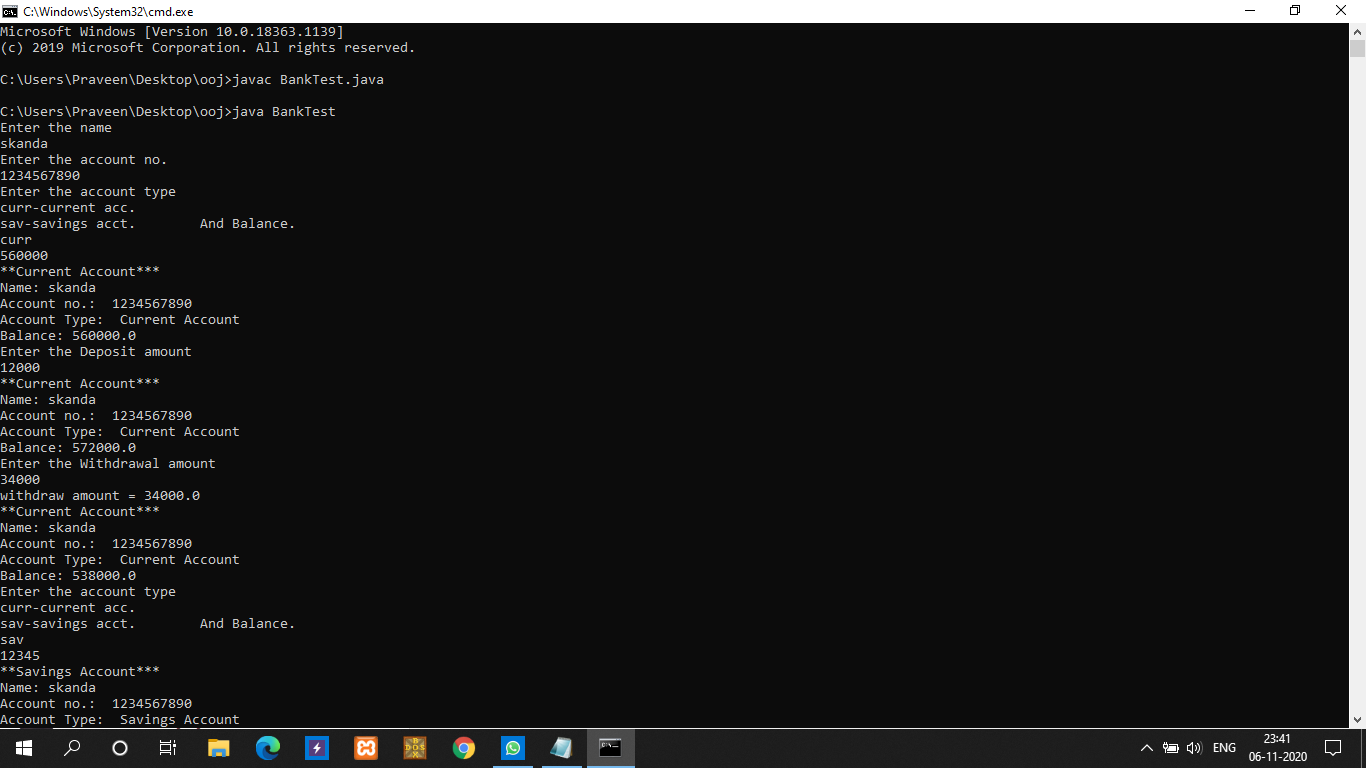 C:\Windows\System32\cmd.exe
Microsoft Windows [Version 10.0.18363.1139]
(c) 2019 Microsoft Corporation. All rights reserved.
C:\Users\Praveen\Desktop\ooj>javac BankTest.java
C:\Users\Praveen\Desktop\ooj>java BankTest
Enter the name
skanda
Enter the account no.
1234567890
Enter the account type
curr-current acc.
sav-savings acct.        And Balance.
curr
560000
**Current Account***
Name: skanda
Account no.:  1234567890
Account Type:  Current Account
Balance: 560000.0
Enter the Deposit amount
12000
**Current Account***
Name: skanda
Account no.:  1234567890
Account Type:  Current Account
Balance: 572000.0
Enter the Withdrawal amount
34000
withdraw amount = 34000.0
**Current Account***
Name: skanda
Account no.:  1234567890
Account Type:  Current Account
Balance: 538000.0
Enter the account type
curr-current acc.
sav-savings acct.        And Balance.
sav
12345
**Savings Account***
Name: skanda
Account no.:  1234567890
Account Type:  Savings Account
ENG
23:41
06-11-2020